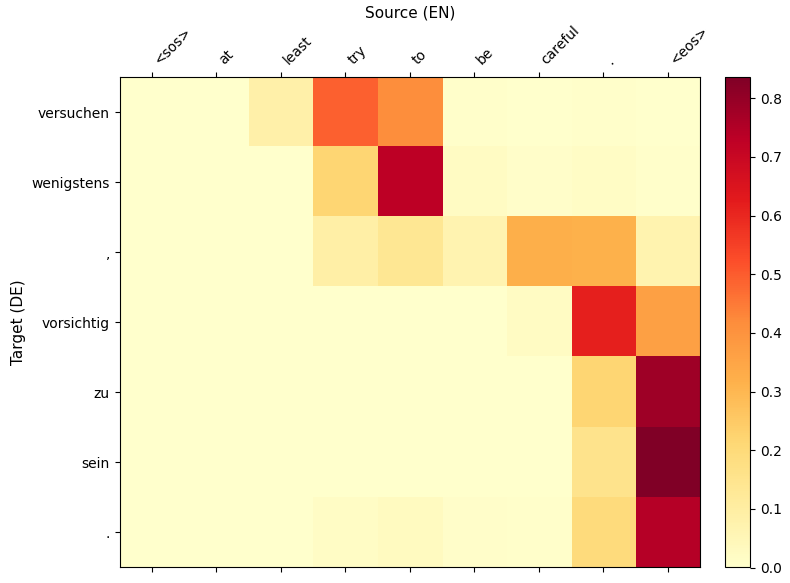 Source (EN)
<sos> at least try to be careful . <eos>
Target (DE)
versuchen
wenigstens
,
vorsichtig
zu
sein
.
0.8
0.7
0.6
0.5
0.4
0.3
0.2
0.1
0.0